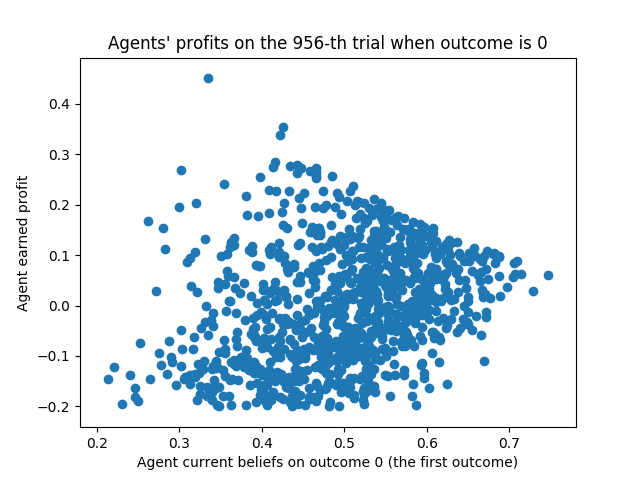 Agents' profits on the 956-th trial when outcome is 0
0.4
0.3
0.2
0.1
0.0
−0.1
−0.2
Agent earned profit
0.2 0.3 0.4 0.5 0.6 0.7
Agent current beliefs on outcome 0 (the first outcome)